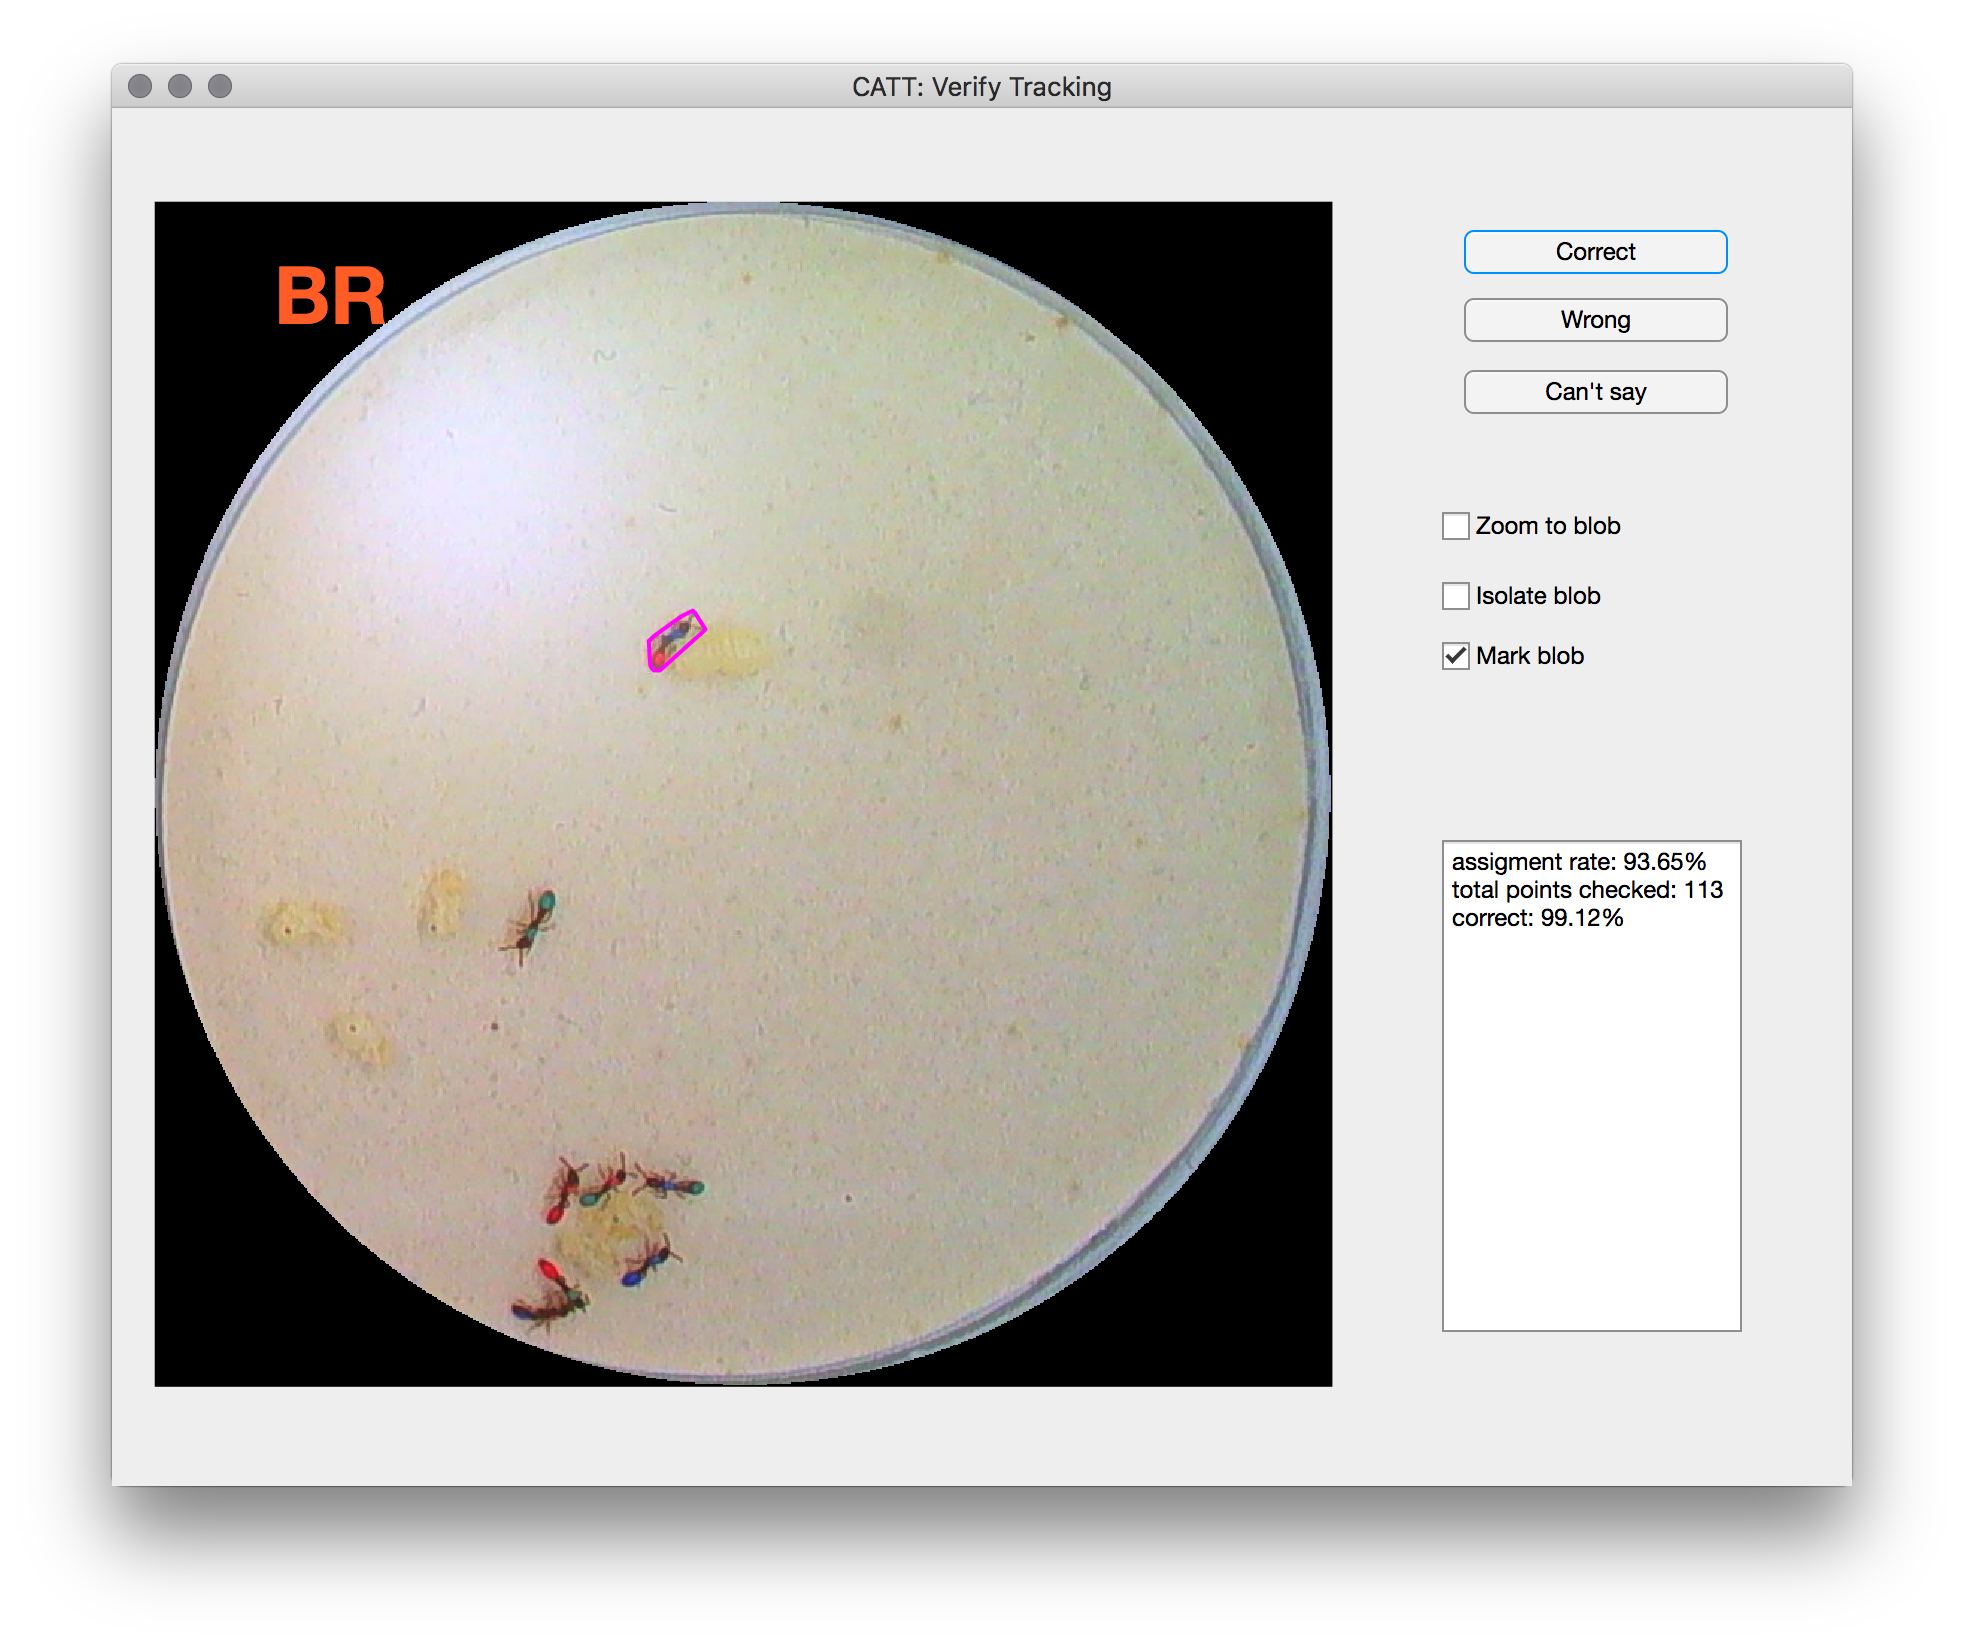 CATT: Verify Tracking
BR
Correct
Wrong
Can't say
Zoom to blob
Isolate blob
Mark blob
assigment rate: 93.65%
total points checked: 113
correct: 99.12%